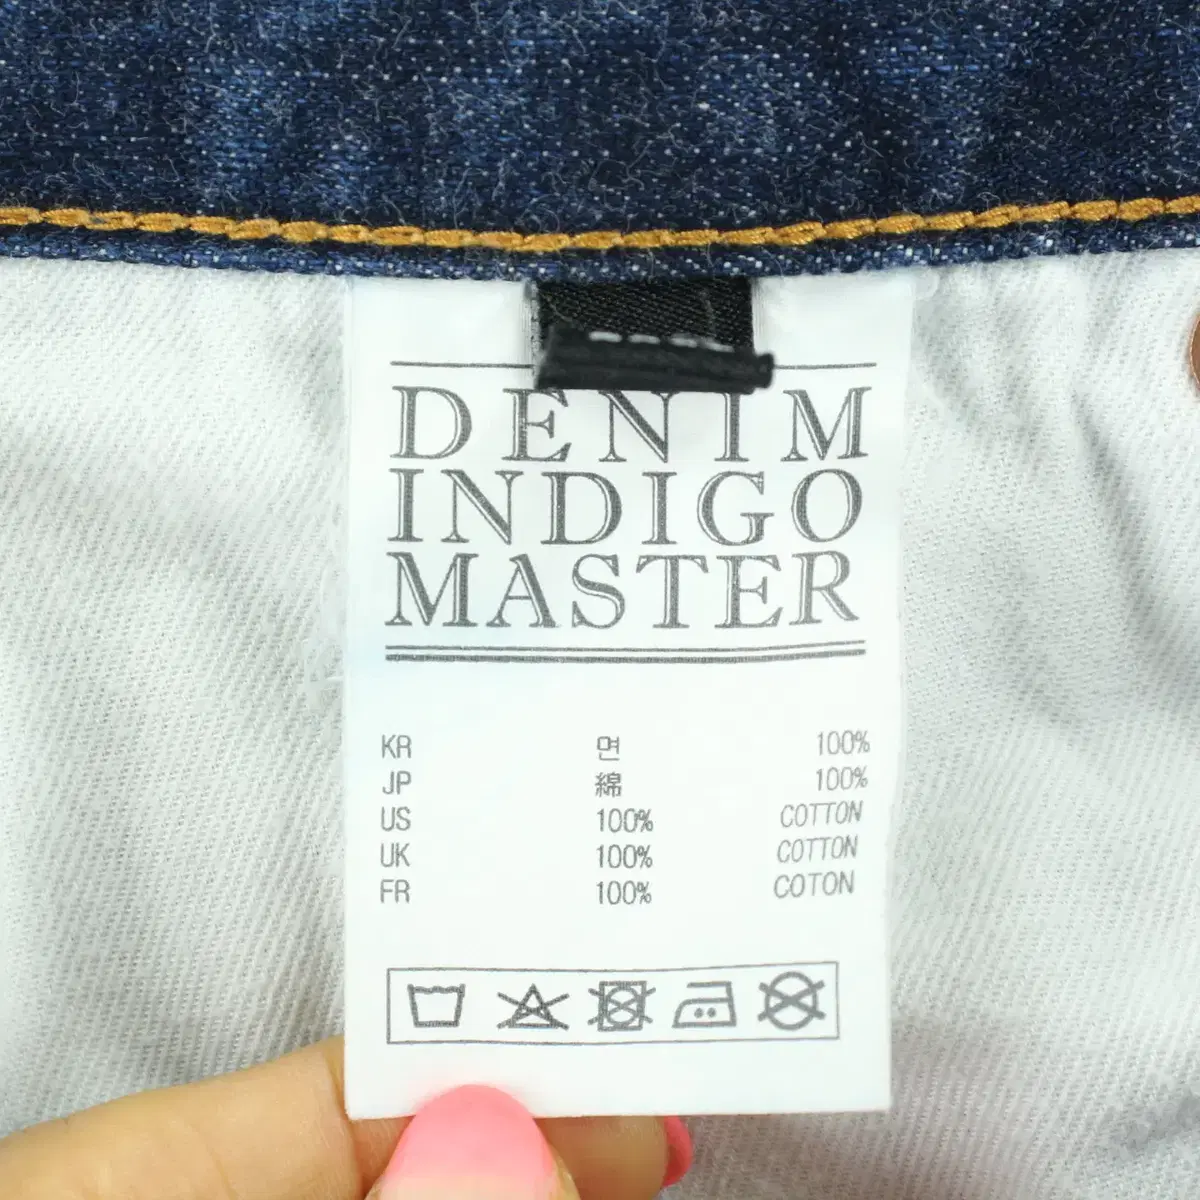 DENIM
INDIGO
MASTER
KR 면 100%
JP 綿 100%
US 100% COTTON
UK 100% COTTON
FR 100% COTON